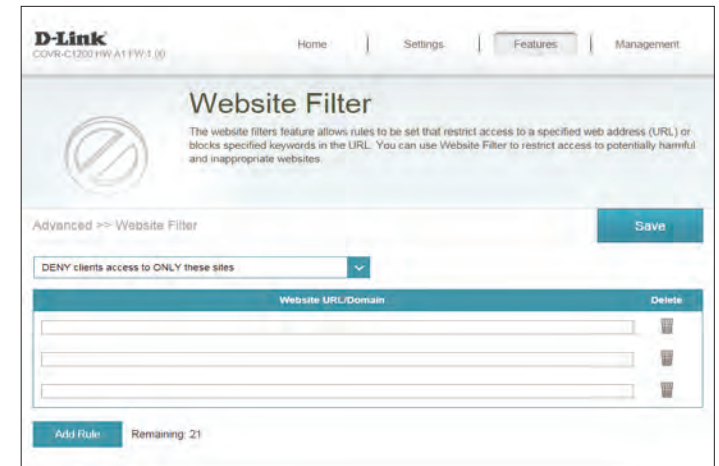 D-Link
COVR-C1200 HW:A1 FW:1.00
Home | Settings | Features | Management
Website Filter
The website filters feature allows rules to be set that restrict access to a specified web address (URL) or
blocks specified keywords in the URL. You can use Website Filter to restrict access to potentially harmful
and inappropriate websites.
Advanced >> Website Filter
Save
DENY clients access to ONLY these sites
Website URL/Domain Delete
Add Rule Remaining: 21